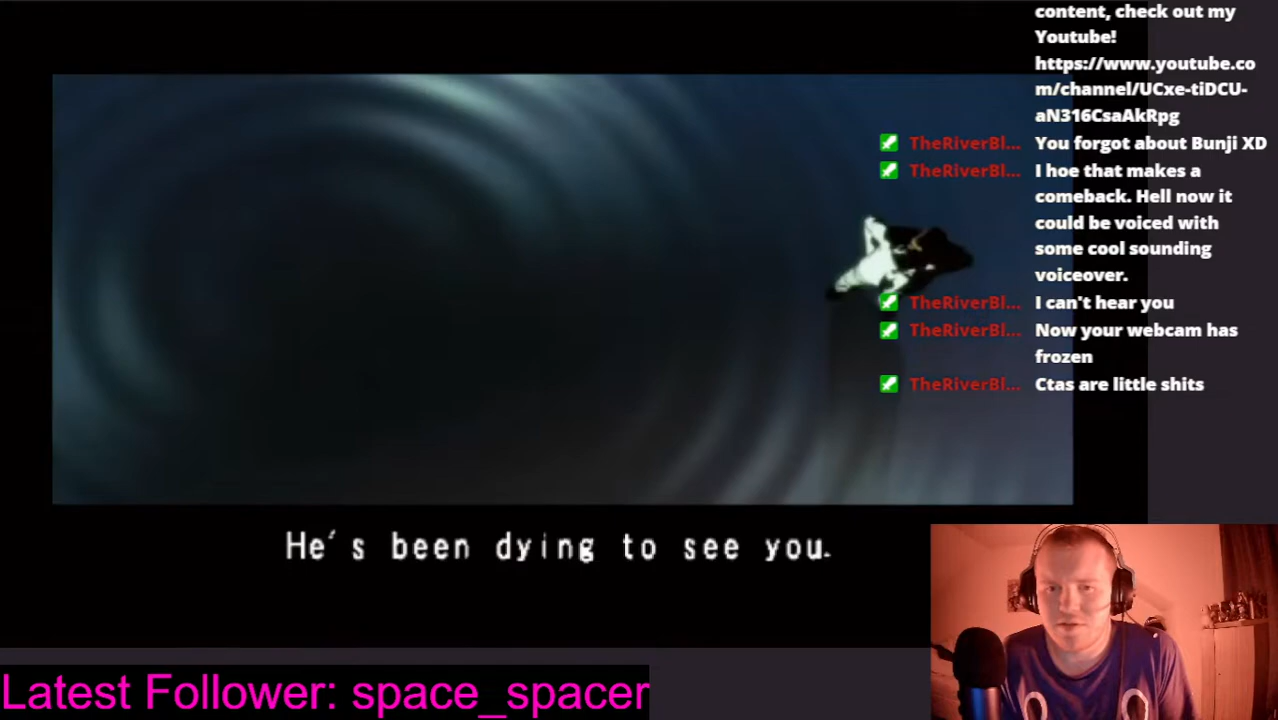 content, check out my
Youtube!
https://www.youtube.co
m/channel/UCxe-tiDCU-
aN316CsaAkRpg
TheRiverBl... You forgot about Bunji XD
TheRiverBl... I hoe that makes a
comeback. Hell now it
could be voiced with
some cool sounding
voiceover.
TheRiverBl... I can't hear you
TheRiverBl... Now your webcam has
frozen
TheRiverBl... Ctas are little shits
He's been dying to see you.
Latest Follower: space_spacer